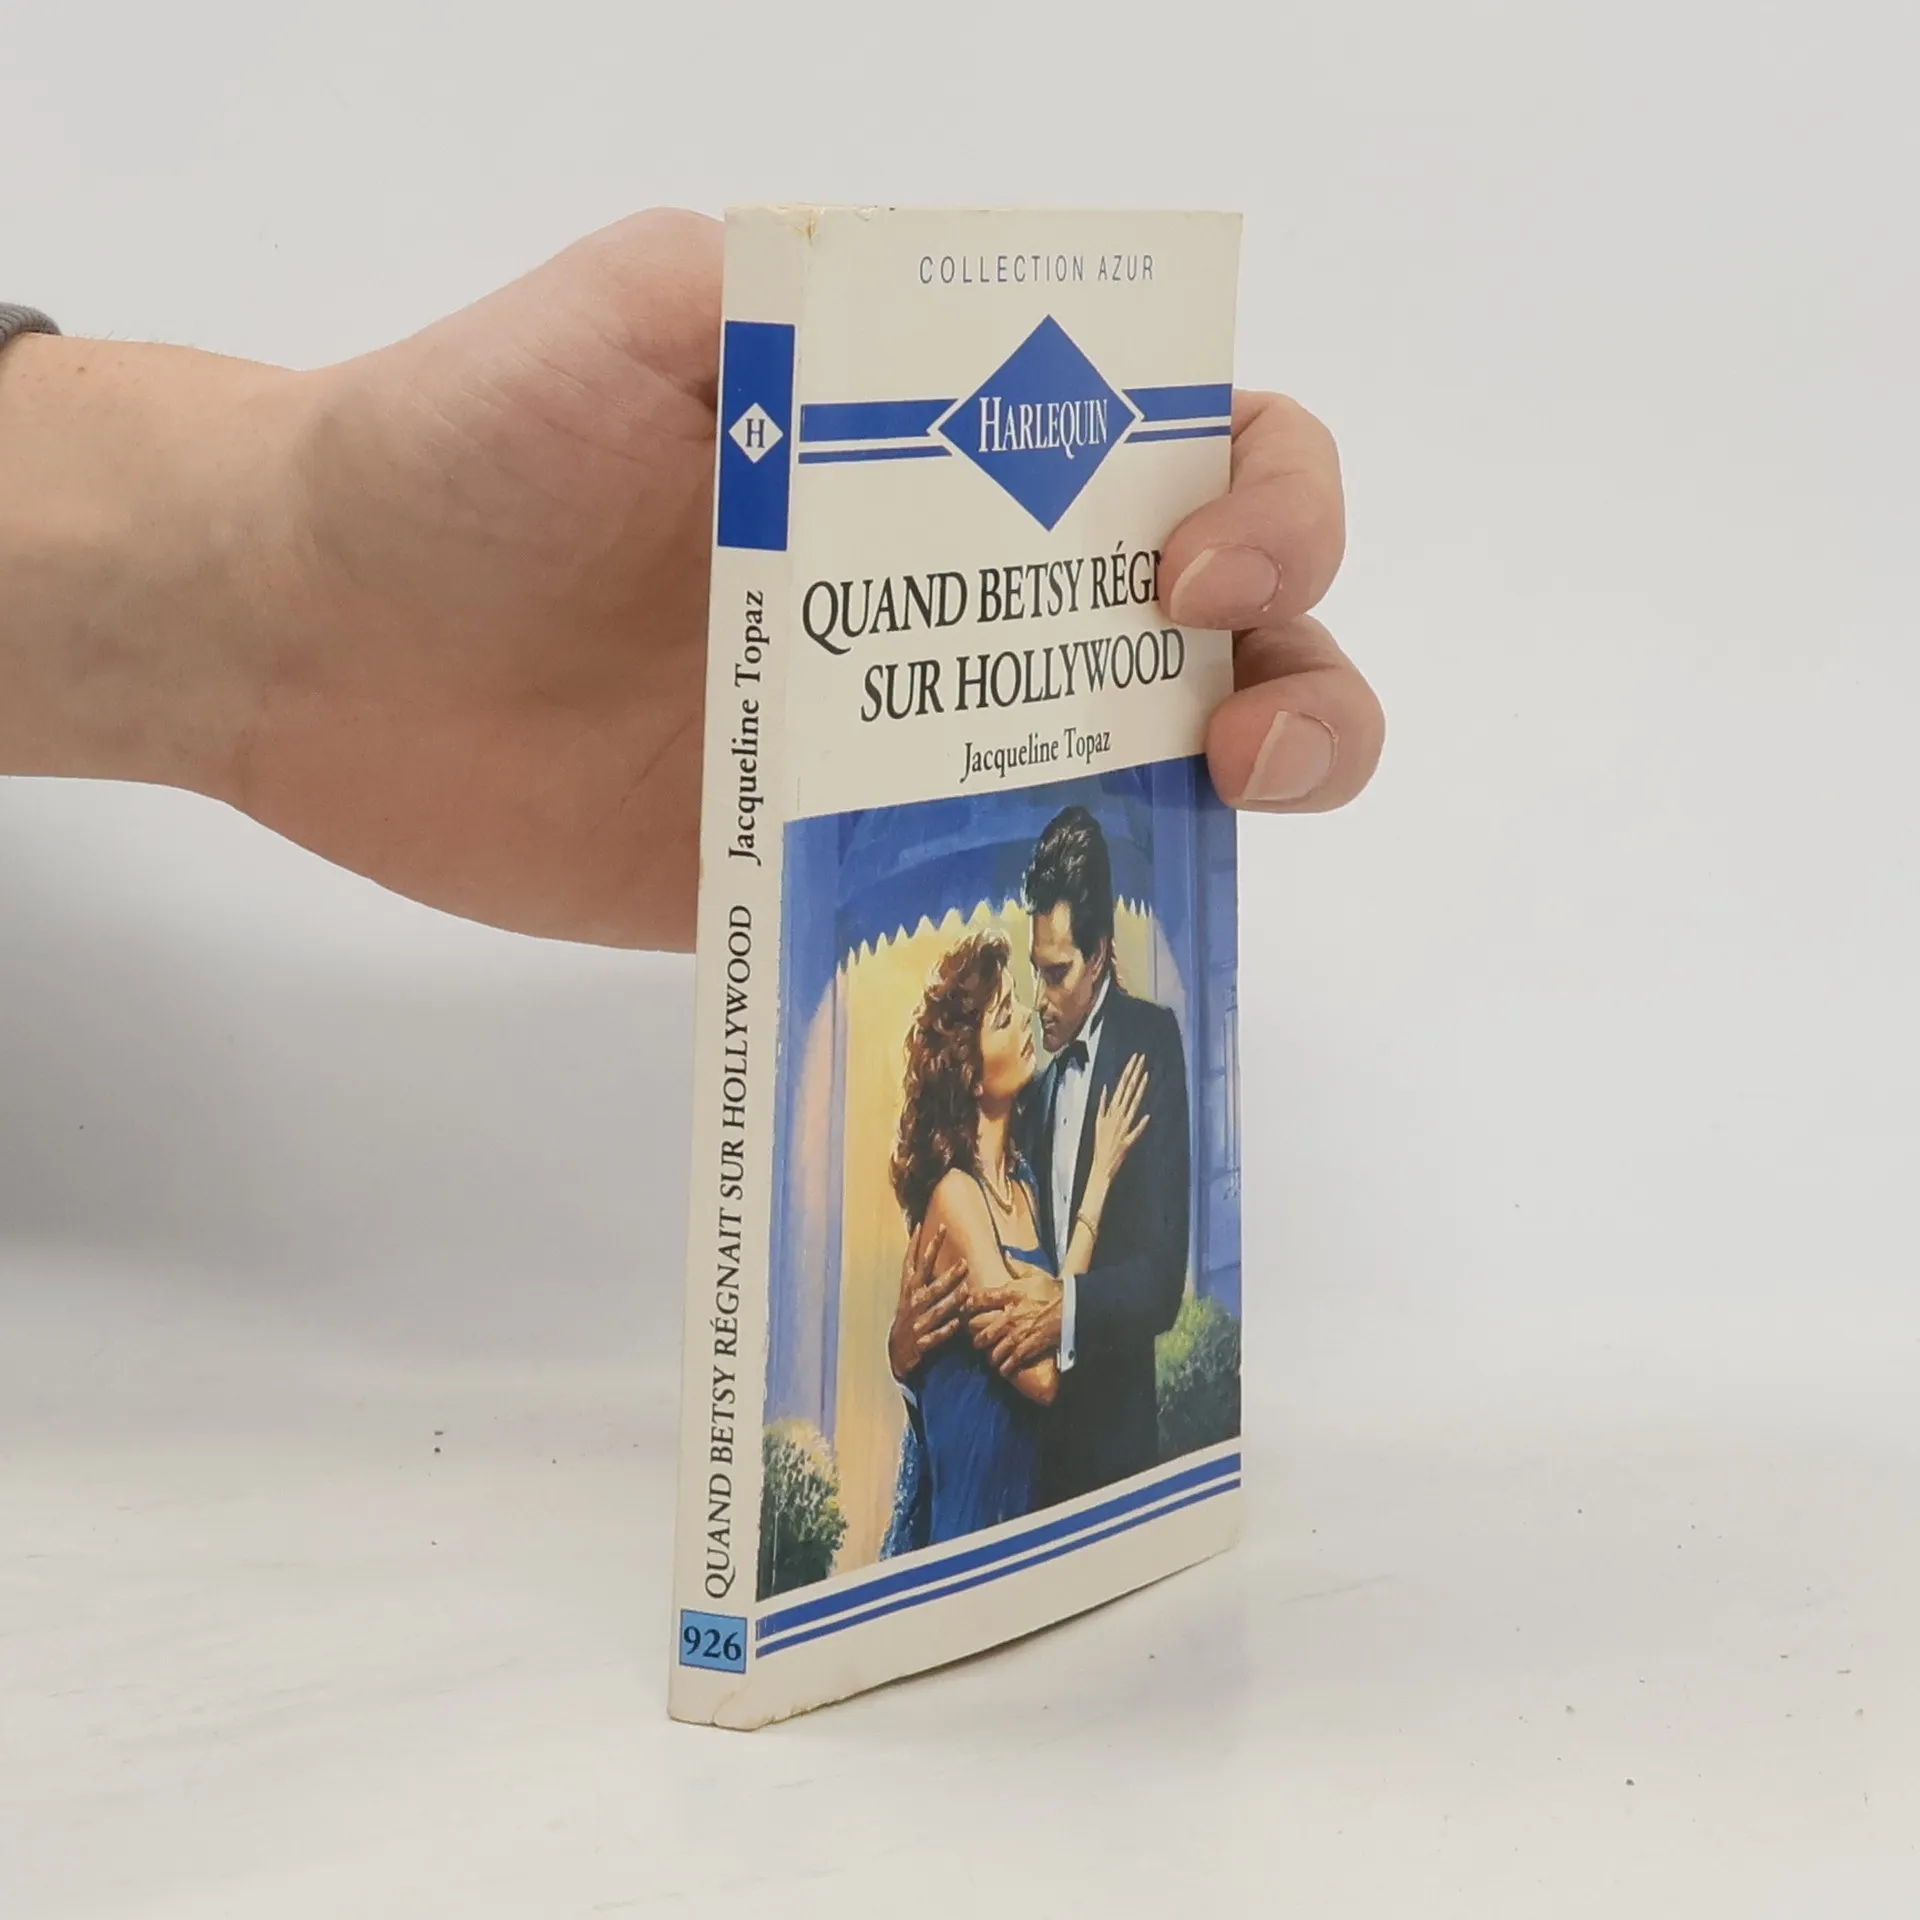 COLLECTION AZUR
HARLEQUIN
QUAND BETSY RÉGN
SUR HOLLYWOOD
Jacqueline Topaz
H
QUAND BETSY RÉGNAIT SUR HOLLYWOOD Jacqueline Topaz
926